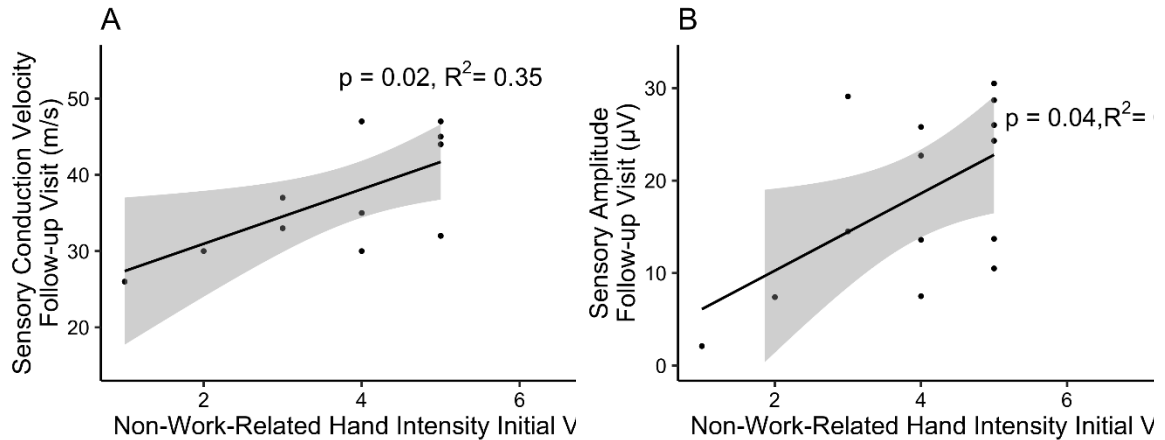 A
Sensory Conduction Velocity
Follow-up Visit (m/s)
p = 0.02, R²= 0.35
50
40
30
20
2
4
6
Non-Work-Related Hand Intensity Initial V
B
Sensory Amplitude
Follow-up Visit (µV)
p = 0.04,R²=
30
20
10
0
2
4
6
Non-Work-Related Hand Intensity Initial V